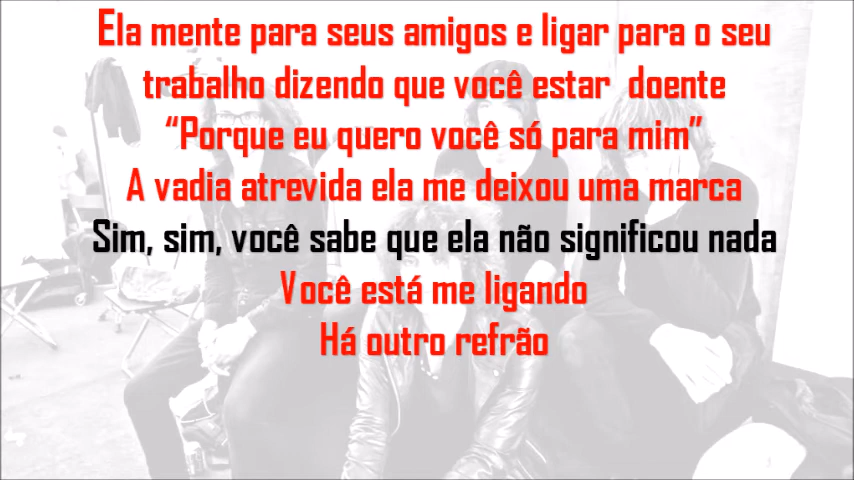 Ela mente para seus amigos e ligar para o seu
trabalho dizendo que você estar doente
“Porque eu quero você só para mim”
A vadia atrevida ela me deixou uma marca
Sim, sim, você sabe que ela não significou nada
Você está me ligando
Há outro refrão